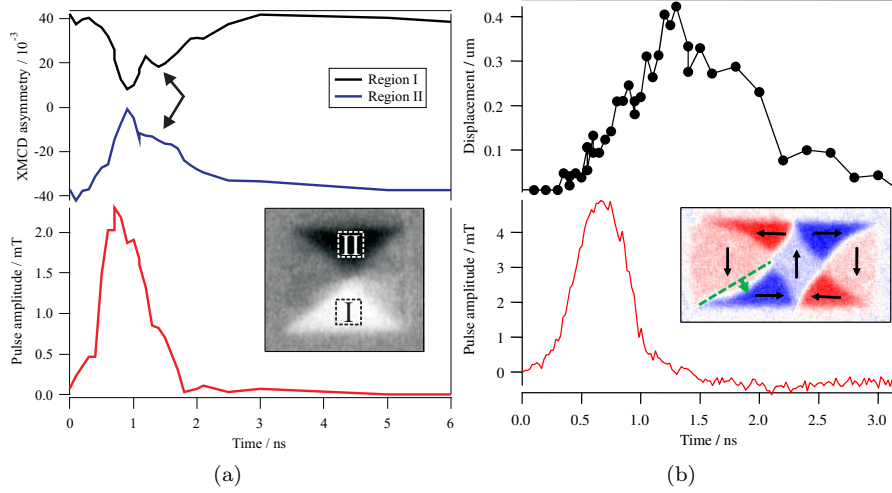 40
20
0
-20
-40
XMCD asymmetry / 10⁻³
Region I
Region II
2.0
1.5
1.0
0.5
0.0
Pulse amplitude / mT
II
I
0 1 2 3 4 5 6
Time / ns
(a)
0.4
0.3
0.2
0.1
Displacement / um
4
3
2
1
0
Pulse amplitude / mT
0.0 0.5 1.0 1.5 2.0 2.5 3.0
Time / ns
(b)